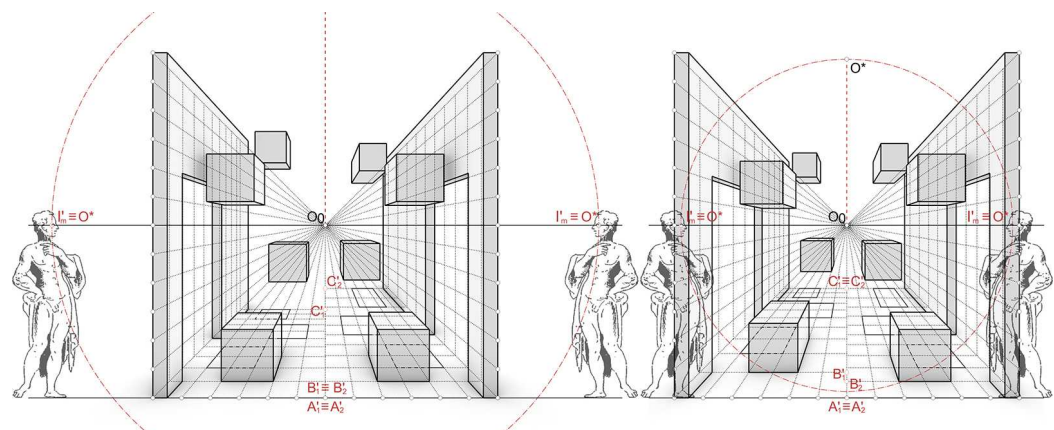 O*
I'm ≡ O*
O₀
I'm ≡ O*
I'm ≡ O*
O₀
I'm ≡ O*
C'₂
C'₁ ≡ C'₂
C'₁
B'₁ ≡ B'₂
B'₁
B'₂
A'₁ ≡ A'₂
A'₁ ≡ A'₂